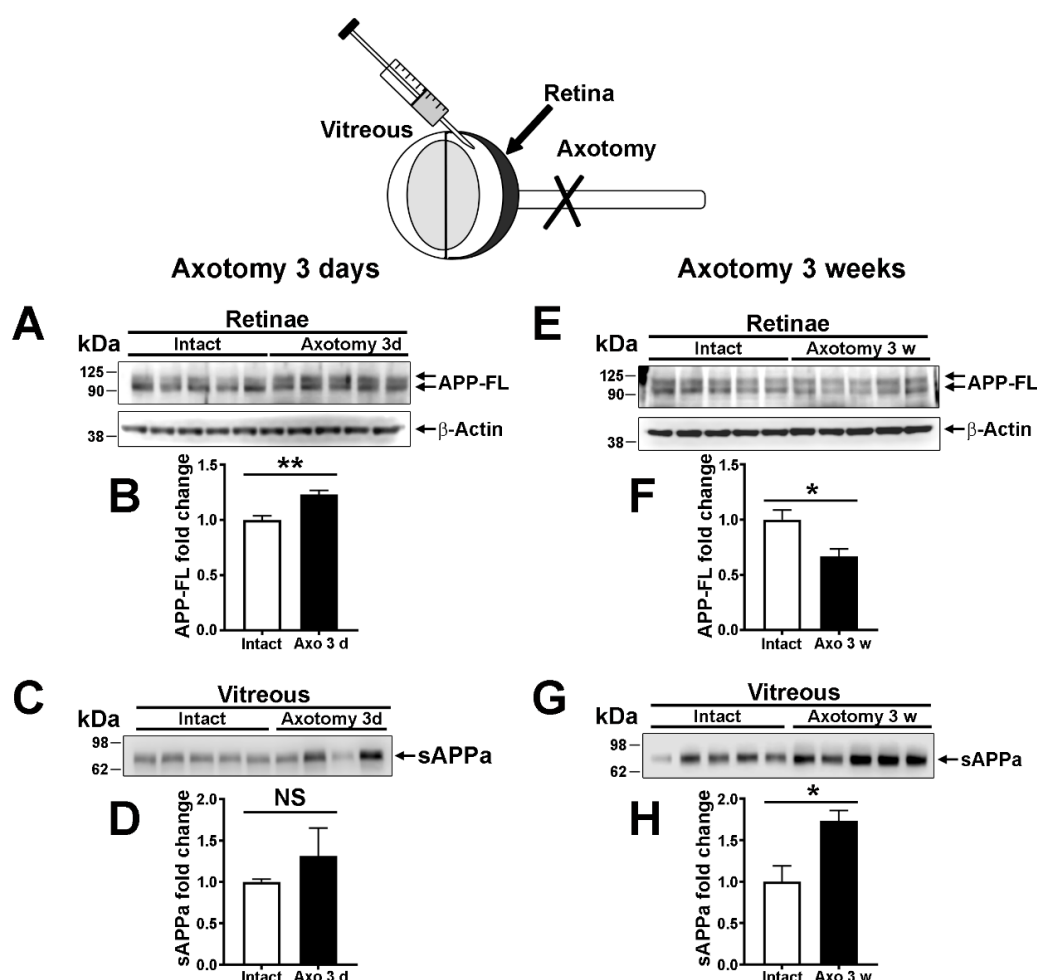 Retina
Vitreous
Axotomy
Axotomy 3 days
A
Retinae
kDa
Intact
Axotomy 3d
125
90
APP-FL
38
β-Actin
B
APP-FL fold change
1.5
1.0
0.5
0.0
**
Intact
Axo 3 d
C
Vitreous
kDa
Intact
Axotomy 3d
98
62
sAPPa
D
sAPPa fold change
2.0
1.5
1.0
0.5
0.0
NS
Intact
Axo 3 d
Axotomy 3 weeks
E
Retinae
kDa
Intact
Axotomy 3 w
125
90
APP-FL
38
β-Actin
F
APP-FL fold change
1.5
1.0
0.5
0.0
*
Intact
Axo 3 w
G
Vitreous
kDa
Intact
Axotomy 3 w
98
62
sAPPa
H
sAPPa fold change
2.0
1.5
1.0
0.5
0.0
*
Intact
Axo 3 w